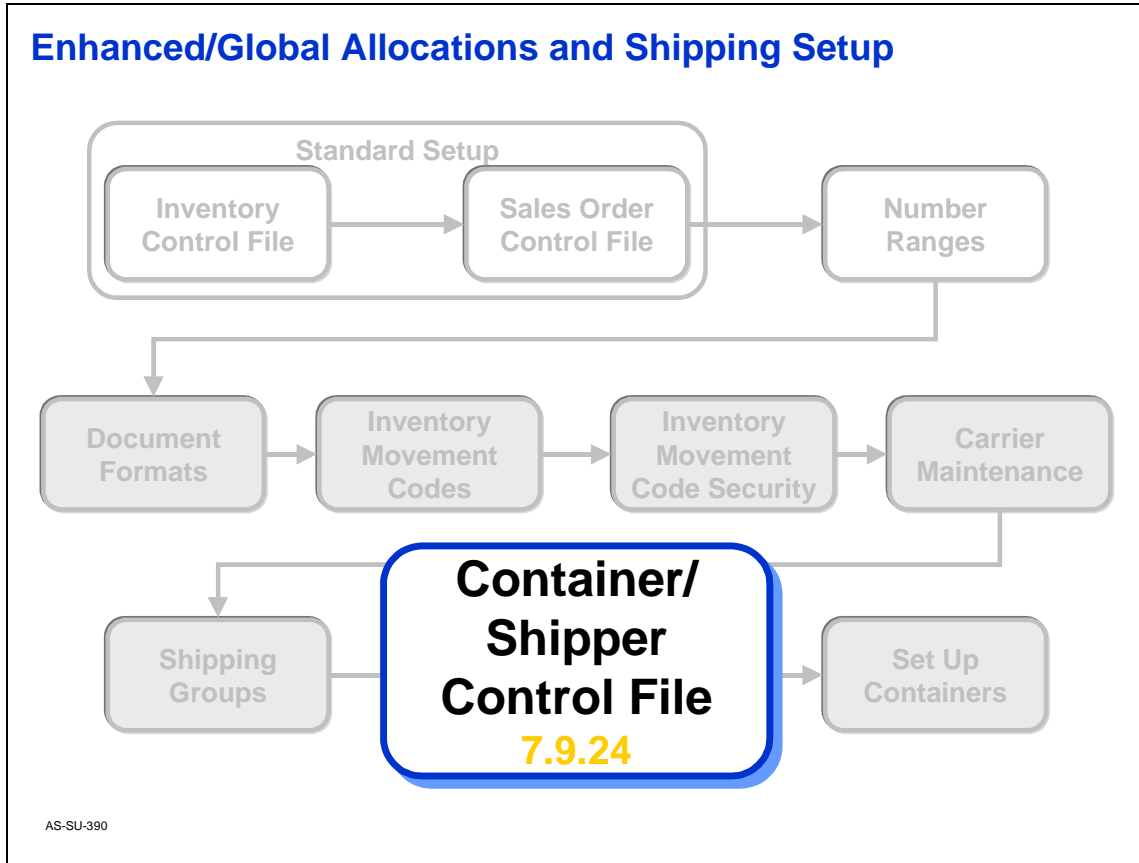 Enhanced/Global Allocations and Shipping Setup
Standard Setup
Inventory
Control File
Sales Order
Control File
Number
Ranges
Document
Formats
Inventory
Movement
Codes
Inventory
Movement
Code Security
Carrier
Maintenance
Shipping
Groups
Container/
Shipper
Control File
7.9.24
Set Up
Containers
AS-SU-390